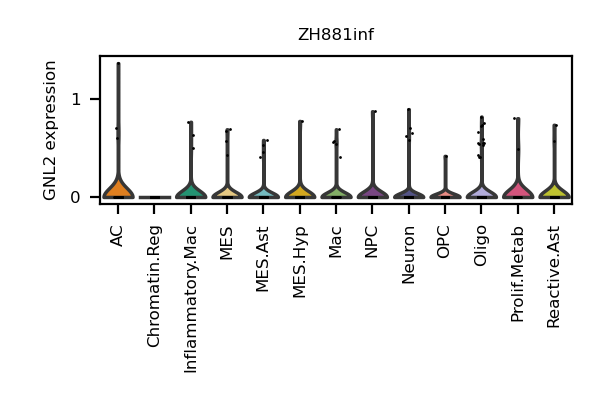 ZH881inf
GNL2 expression
1
0
AC
Chromatin.Reg
Inflammatory.Mac
MES
MES.Ast
MES.Hyp
Mac
NPC
Neuron
OPC
Oligo
Prolif.Metab
Reactive.Ast